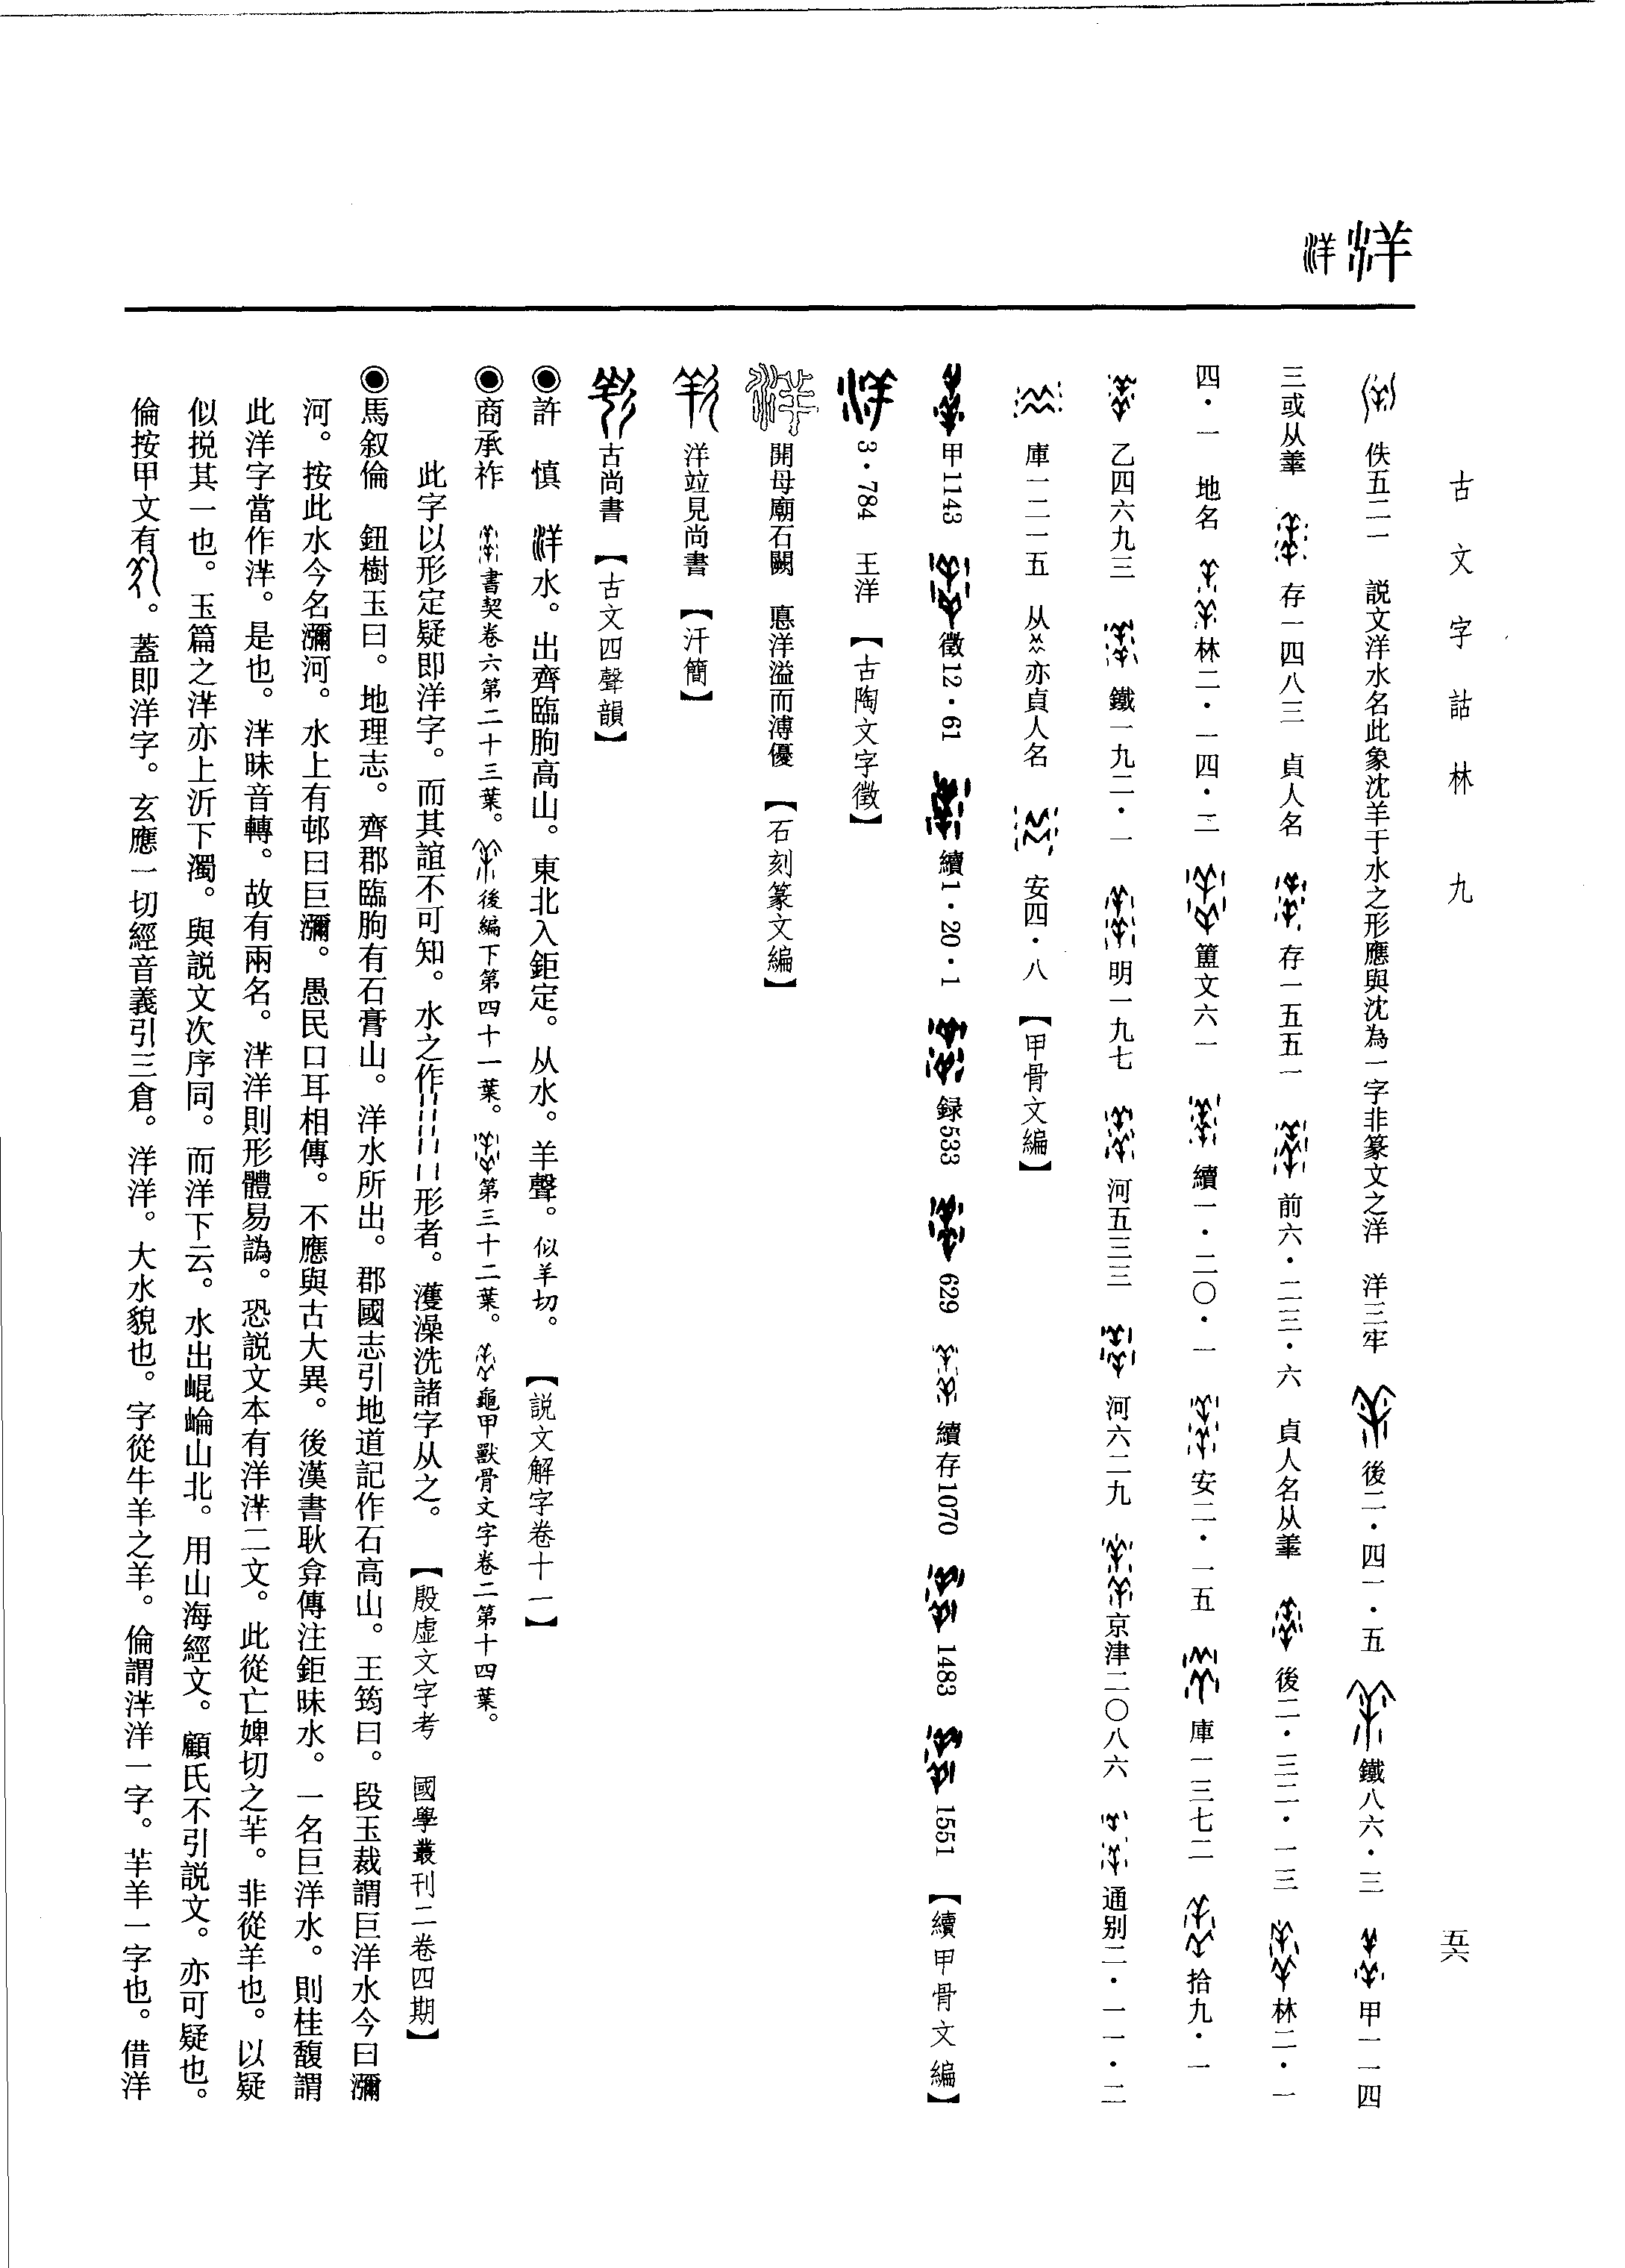 古文字詁林 九
五六
洋 洋
佚五二一 説文洋水名此象沈羊于水之形應與沈為一字非篆文之洋 洋三牢 後二·四一·五 鐵八六·三 甲一一四
三或从羴 存一四八三 貞人名 存一五五一 前六·二三·六 貞人名从羴 後二·三二·一三 林二·一
四·一 地名 林二·一四·二 簠文六一 續一·二〇·一 安二·一五 庫一三七二 拾九·一
乙四六九三 鐵一九二·一 明一九七 河五三三 河六二九 京津二〇八六 通别二·一一·二
庫一二一五 从 亦貞人名 安四·八 【甲骨文編】
甲1143 徵12·61 續1·20·1 録533 629 續存1070 1483 1551 【續甲骨文編】
3·784 王洋 【古陶文字徵】
開母廟石闕 悳洋溢而溥優 【石刻篆文編】
洋竝見尚書 【汗簡】
古尚書 【古文四聲韻】
◉許 慎 洋水。出齊臨朐高山。東北入鉅定。从水。羊聲。似羊切。 【説文解字卷十一】
◉商承祚 書契卷六第二十三葉。 後編下第四十一葉。 第三十二葉。 龜甲獸骨文字卷二第十四葉。
此字以形定疑即洋字。而其誼不可知。水之作 形者。濩澡洗諸字从之。 【殷虚文字考 國學叢刊二卷四期】
◉馬叙倫 鈕樹玉曰。地理志。齊郡臨朐有石膏山。洋水所出。郡國志引地道記作石高山。王筠曰。段玉裁謂巨洋水今曰瀰
河。按此水今名瀰河。水上有邨曰巨瀰。愚民口耳相傳。不應與古大異。後漢書耿弇傳注鉅昧水。一名巨洋水。則桂馥謂
此洋字當作㳽。是也。㳽昧音轉。故有兩名。㳽洋則形體易譌。恐説文本有洋㳽二文。此從亡婢切之芈。非從羊也。以疑
似挩其一也。玉篇之洋亦上沂下濁。與説文次序同。而洋下云。水出崐崘山北。用山海經文。顧氏不引説文。亦可疑也。
倫按甲文有 。蓋即洋字。玄應一切經音義引三倉。洋洋。大水貌也。字從牛羊之羊。倫謂㳽洋一字。芈羊一字也。借洋